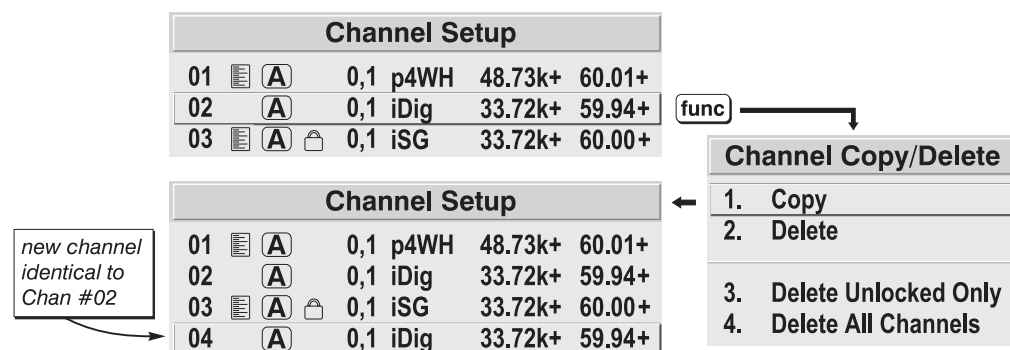 Channel Setup
01 A 0,1 p4WH 48.73k+ 60.01+
02 A 0,1 iDig 33.72k+ 59.94+
03 A 0,1 iSG 33.72k+ 60.00+
func
Channel Copy/Delete
1. Copy
2. Delete
3. Delete Unlocked Only
4. Delete All Channels
Channel Setup
01 A 0,1 p4WH 48.73k+ 60.01+
02 A 0,1 iDig 33.72k+ 59.94+
03 A 0,1 iSG 33.72k+ 60.00+
04 A 0,1 iDig 33.72k+ 59.94+
new channel
identical to
Chan #02